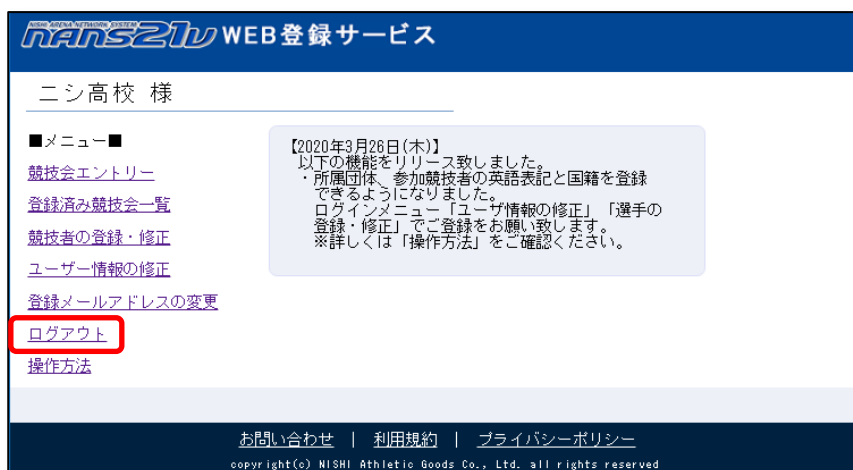 NISHI ARENA NETWORK SYSTEM
NANS21V WEB登録サービス
ニシ高校 様
■メニュー■
競技会エントリー
登録済み競技会一覧
競技者の登録・修正
ユーザー情報の修正
登録メールアドレスの変更
ログアウト
操作方法
【2020年3月26日(木)】
以下の機能をリリース致しました。
・所属団体、参加競技者の英語表記と国籍を登録
できるようになりました。
ログインメニュー「ユーザ情報の修正」「選手の
登録・修正」でご登録をお願い致します。
※詳しくは「操作方法」をご確認ください。
お問い合わせ | 利用規約 | プライバシーポリシー
copyright(c) NISHI Athletic Goods Co., Ltd. all rights reserved